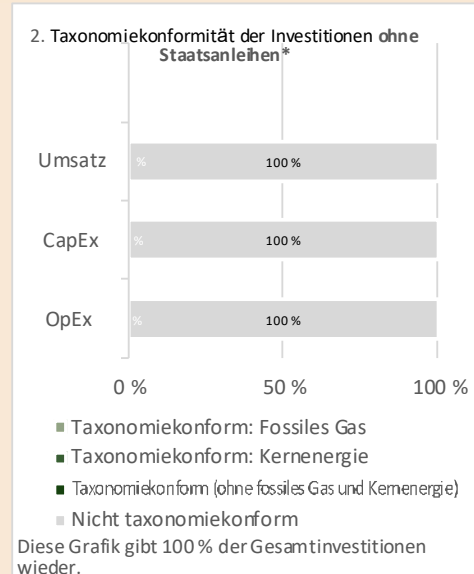 2. Taxonomiekonformität der Investitionen ohne
Staatsanleihen*
Umsatz
%
100 %
CapEx
%
100 %
OpEx
%
100 %
0 %
50 %
100 %
Taxonomiekonform: Fossiles Gas
Taxonomiekonform: Kernenergie
Taxonomiekonform (ohne fossiles Gas und Kernenergie)
Nicht taxonomiekonform
Diese Grafik gibt 100 % der Gesamtinvestitionen
wieder.